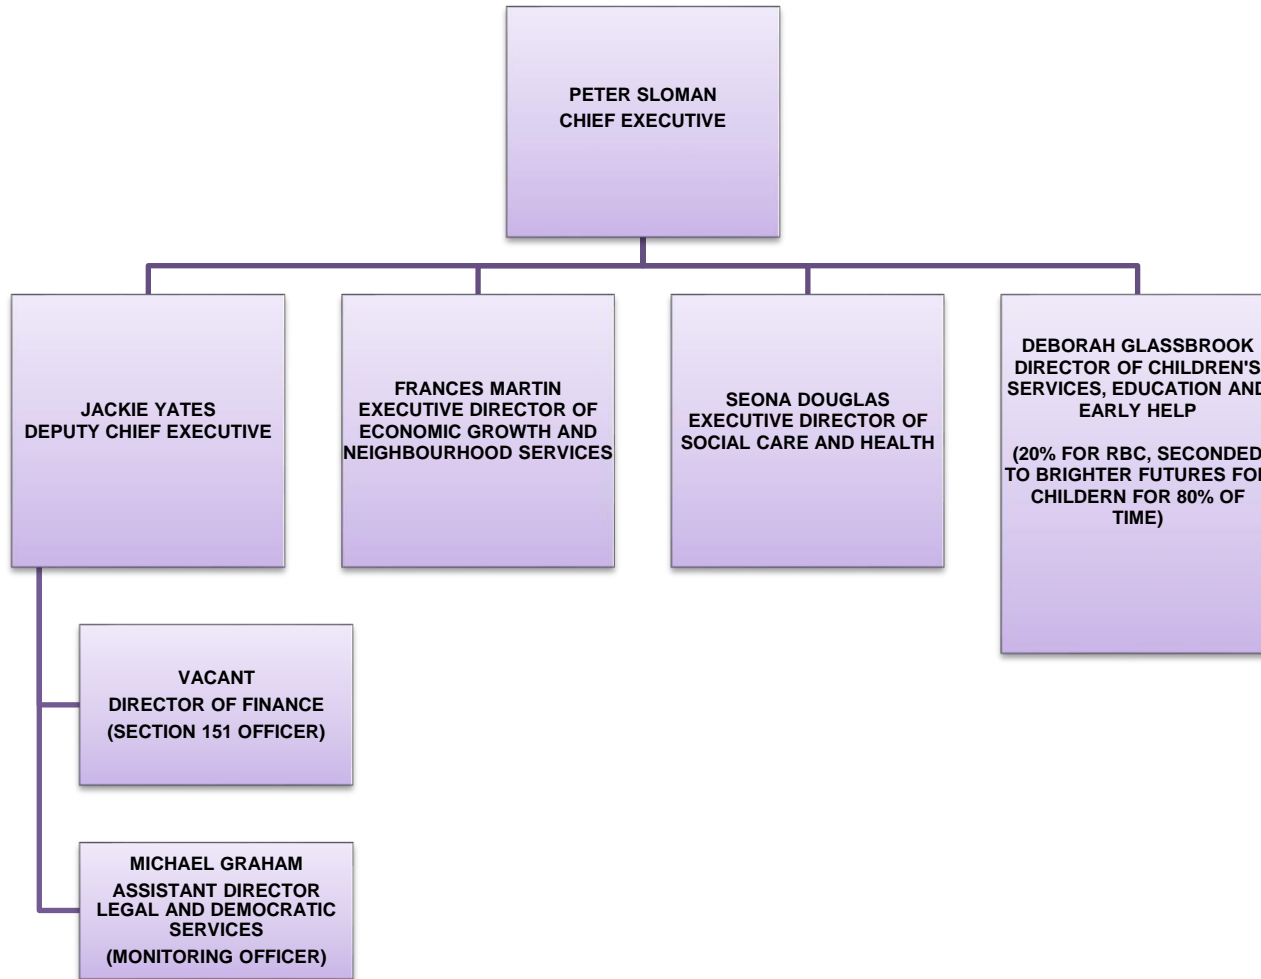 PETER SLOMAN
CHIEF EXECUTIVE
JACKIE YATES
DEPUTY CHIEF EXECUTIVE
FRANCES MARTIN
EXECUTIVE DIRECTOR OF
ECONOMIC GROWTH AND
NEIGHBOURHOOD SERVICES
SEONA DOUGLAS
EXECUTIVE DIRECTOR OF
SOCIAL CARE AND HEALTH
DEBORAH GLASSBROOK
DIRECTOR OF CHILDREN'S
SERVICES, EDUCATION AND
EARLY HELP
(20% FOR RBC, SECONDED
TO BRIGHTER FUTURES FOR
CHILDERN FOR 80% OF
TIME)
VACANT
DIRECTOR OF FINANCE
(SECTION 151 OFFICER)
MICHAEL GRAHAM
ASSISTANT DIRECTOR
LEGAL AND DEMOCRATIC
SERVICES
(MONITORING OFFICER)